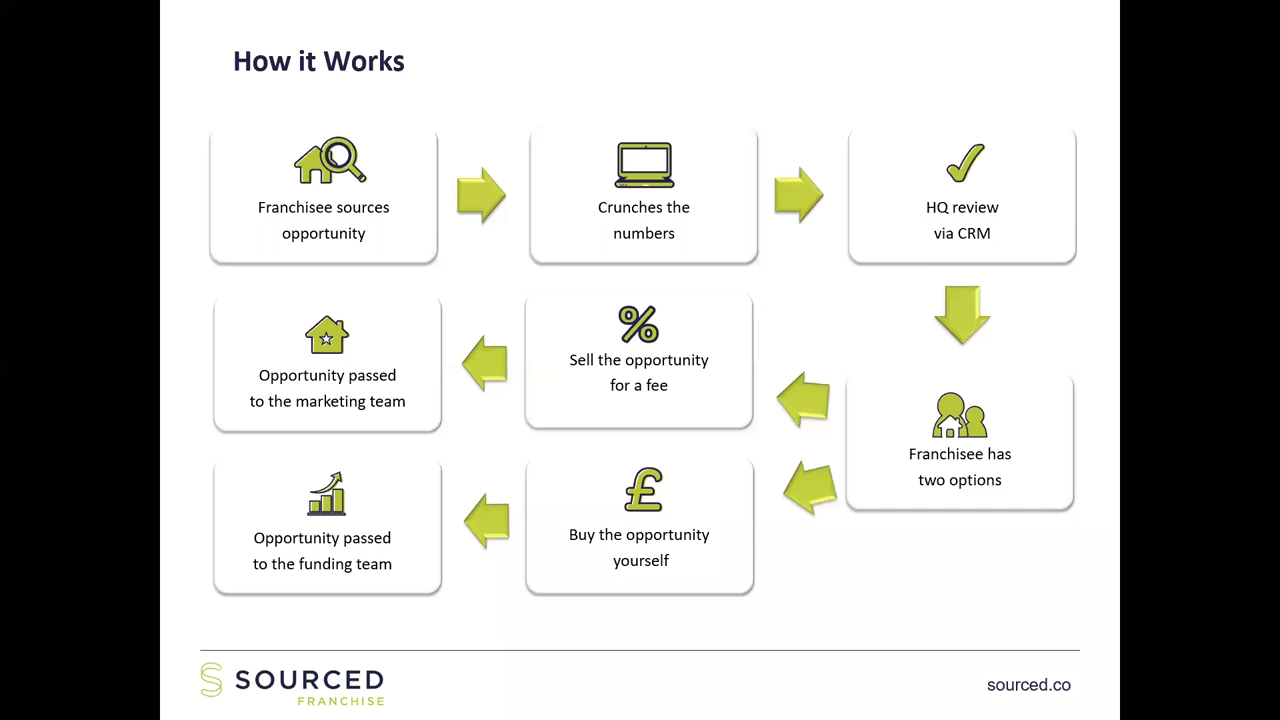 How it Works
Franchisee sources
opportunity
Crunches the
numbers
HQ review
via CRM
Opportunity passed
to the marketing team
%
Sell the opportunity
for a fee
Franchisee has
two options
Opportunity passed
to the funding team
£
Buy the opportunity
yourself
SOURCED
FRANCHISE
sourced.co